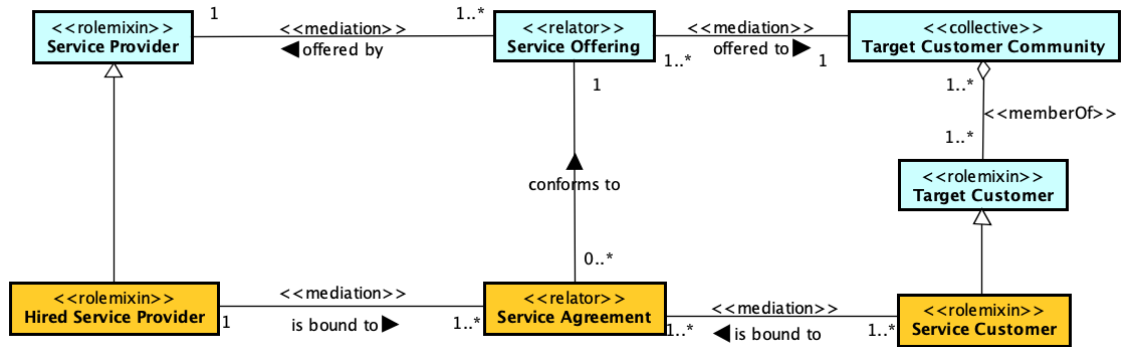 1
<<mediation>>
1..*
<<rolemixin>>
Service Provider
◀ offered by
<<relator>>
Service Offering
<<mediation>>
offered to ▶
1..*
1
<<collective>>
Target Customer Community
1
1..*
<<memberOf>>
1..*
▲
conforms to
<<rolemixin>>
Target Customer
0..*
<<rolemixin>>
Hired Service Provider
<<mediation>>
1
is bound to ▶
1..*
<<relator>>
Service Agreement
<<mediation>>
1..*
◀ is bound to
1..*
<<rolemixin>>
Service Customer